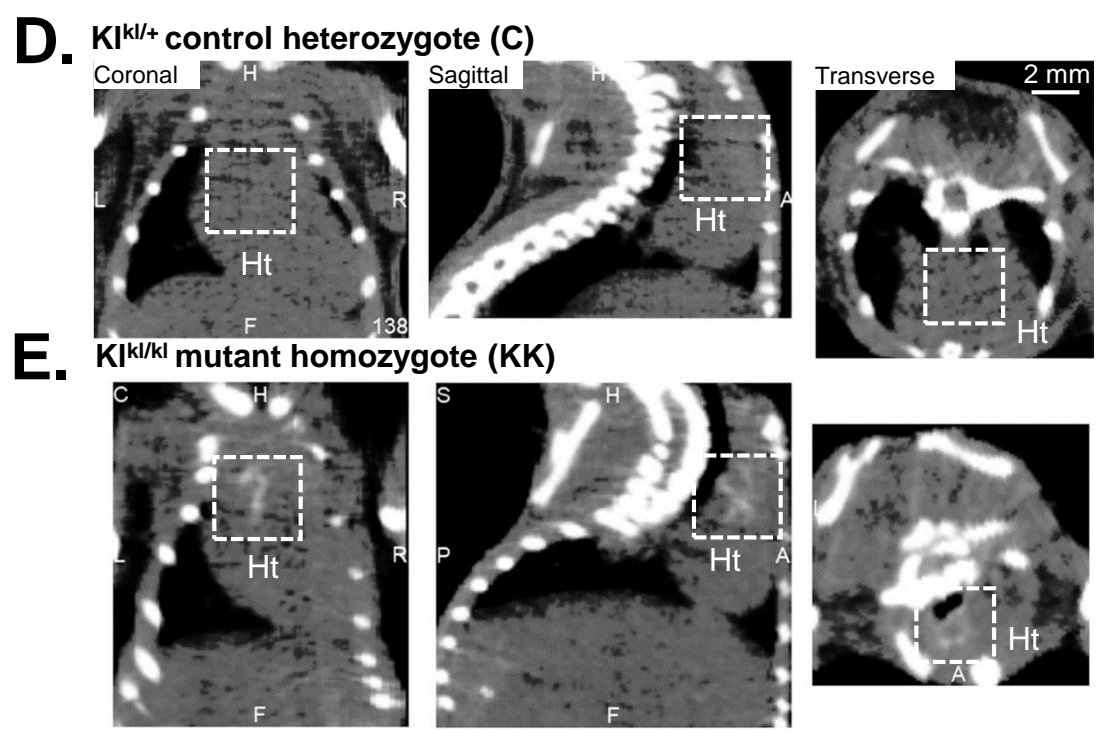 D. Kl^kl/+ control heterozygote (C)
Coronal
H
L
R
Ht
F
138
Sagittal
H
A
Ht
Transverse
2 mm
Ht
E. Kl^kl/kl mutant homozygote (KK)
C
H
L
R
Ht
F
S
H
P
A
Ht
F
L
Ht
A